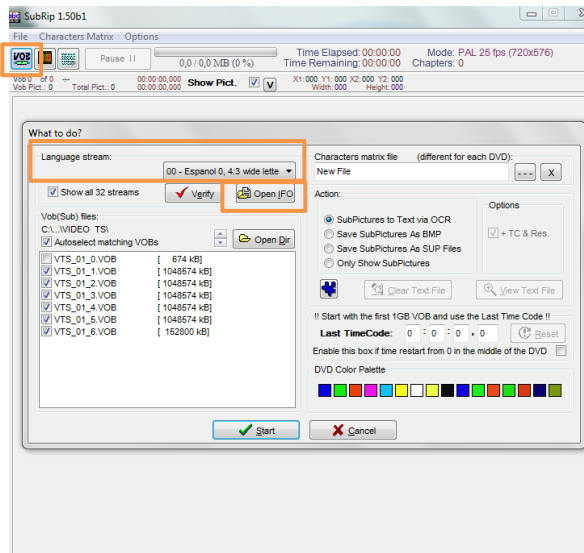 SubRip 1.50b1
File Characters Matrix Options
VOB
Pause II
0,0 / 0,0 MB (0 %)
Time Elapsed: 00:00:00 Mode: PAL 25 fps (720x576)
Time Remaining: 00:00:00 Chapters: 0
Vob 0 of 0
Vob Pict.: 0 Total Pict.: 0
00:00:00,000
00:00:00,000
Show Pict.
V
X1: 000 Y1: 000 X2: 000 Y2: 000
Width: 000 Height: 000
What to do?
Language stream:
00 - Espanol 0, 4:3 wide lette
Show all 32 streams
Verify
Open IFO
Vob(Sub) files:
C:\...\VIDEO TS\
Autoselect matching VOBs
Open Dir
VTS_01_0.VOB [ 674 kB]
VTS_01_1.VOB [ 1048574 kB]
VTS_01_2.VOB [ 1048574 kB]
VTS_01_3.VOB [ 1048574 kB]
VTS_01_4.VOB [ 1048574 kB]
VTS_01_5.VOB [ 1048574 kB]
VTS_01_6.VOB [ 152800 kB]
Characters matrix file (different for each DVD):
New File
---
X
Action:
SubPictures to Text via OCR
Save SubPictures As BMP
Save SubPictures As SUP Files
Only Show SubPictures
Options
+ TC & Res.
Clear Text File
View Text File
!! Start with the first 1GB VOB and use the Last Time Code !!
Last TimeCode: 0 : 0 : 0 , 0
Reset
Enable this box if time restart from 0 in the middle of the DVD
DVD Color Palette
Start
Cancel